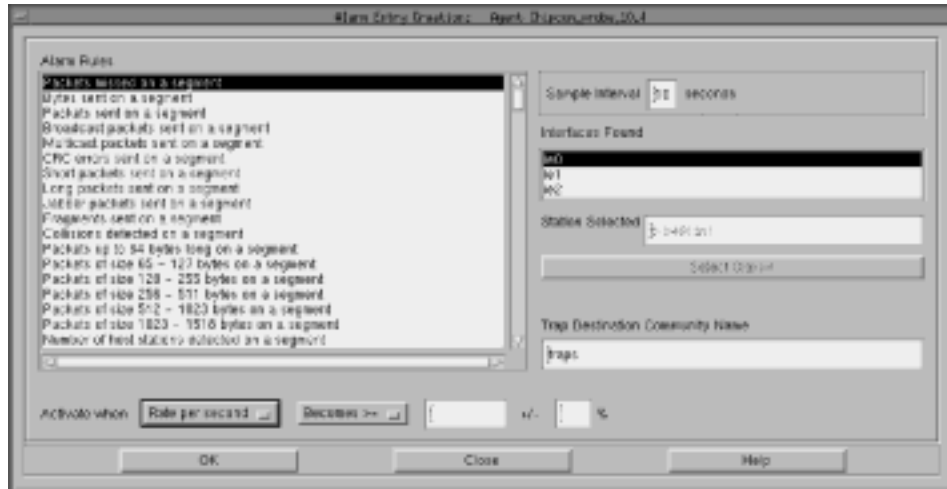 Alarm Entry Creation: Agent
Alarm Rules
Packets missed on a segment
Bytes sent on a segment
Packets sent on a segment
Broadcast packets sent on a segment
Multicast packets sent on a segment
CRC errors sent on a segment
Short packets sent on a segment
Long packets sent on a segment
Jabber packets sent on a segment
Fragments sent on a segment
Collisions detected on a segment
Packets up to 64 bytes long on a segment
Packets of size 65 - 127 bytes on a segment
Packets of size 128 - 255 bytes on a segment
Packets of size 256 - 511 bytes on a segment
Packets of size 512 - 1023 bytes on a segment
Packets of size 1023 - 1518 bytes on a segment
Number of host stations detected on a segment
Sample Interval 10 seconds
Interfaces Found
le0
le1
le2
Station Selected
Select
Trap Destination Community Name
traps
Activate when Rate per second Becomes >= +/- %
OK Close Help